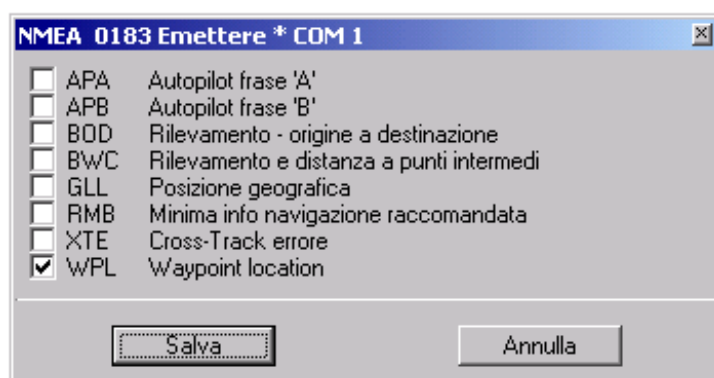 NMEA 0183 Emettere * COM 1
APA Autopilot frase 'A'
APB Autopilot frase 'B'
BOD Rilevamento - origine a destinazione
BWC Rilevamento e distanza a punti intermedi
GLL Posizione geografica
RMB Minima info navigazione raccomandata
XTE Cross-Track errore
WPL Waypoint location
Salva Annulla